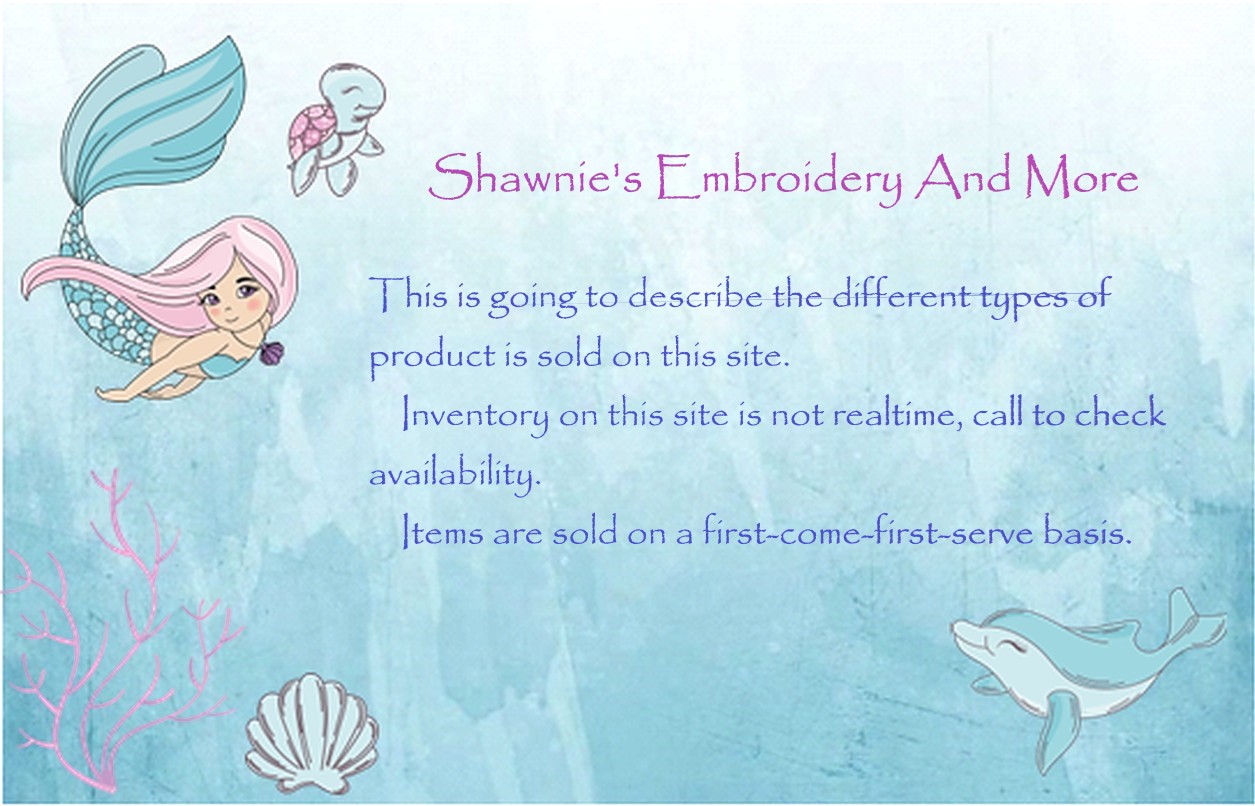 Shawnie's Embroidery And More
This is going to describe the different types of
product is sold on this site.
Inventory on this site is not realtime, call to check
availability.
Items are sold on a first-come-first-serve basis.